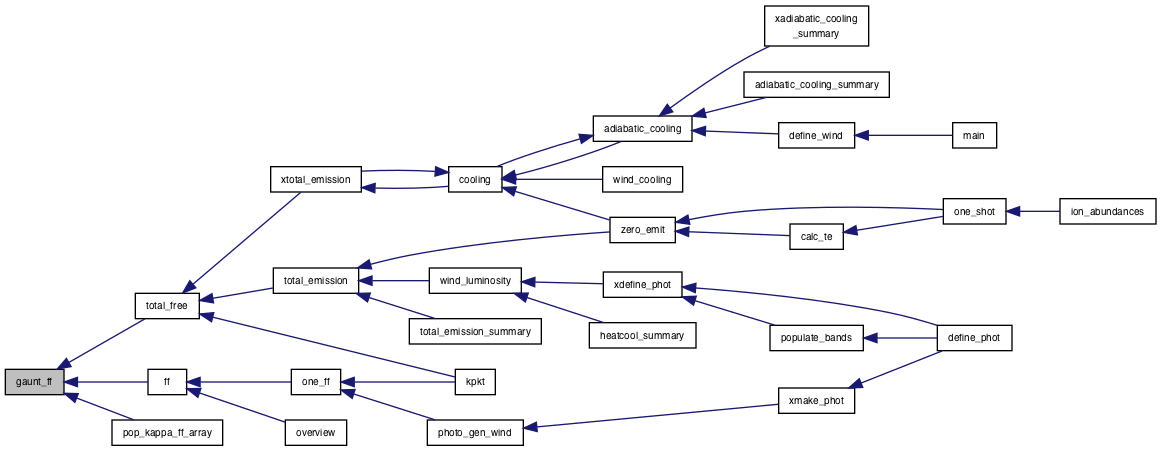 xadiabatic_cooling
_summary
adiabatic_cooling_summary
adiabatic_cooling
define_wind
main
xtotal_emission
cooling
wind_cooling
zero_emit
one_shot
ion_abundances
calc_te
total_emission
wind_luminosity
xdefine_phot
total_free
total_emission_summary
heatcool_summary
populate_bands
define_phot
gaunt_ff
ff
one_ff
kpkt
xmake_phot
pop_kappa_ff_array
overview
photo_gen_wind